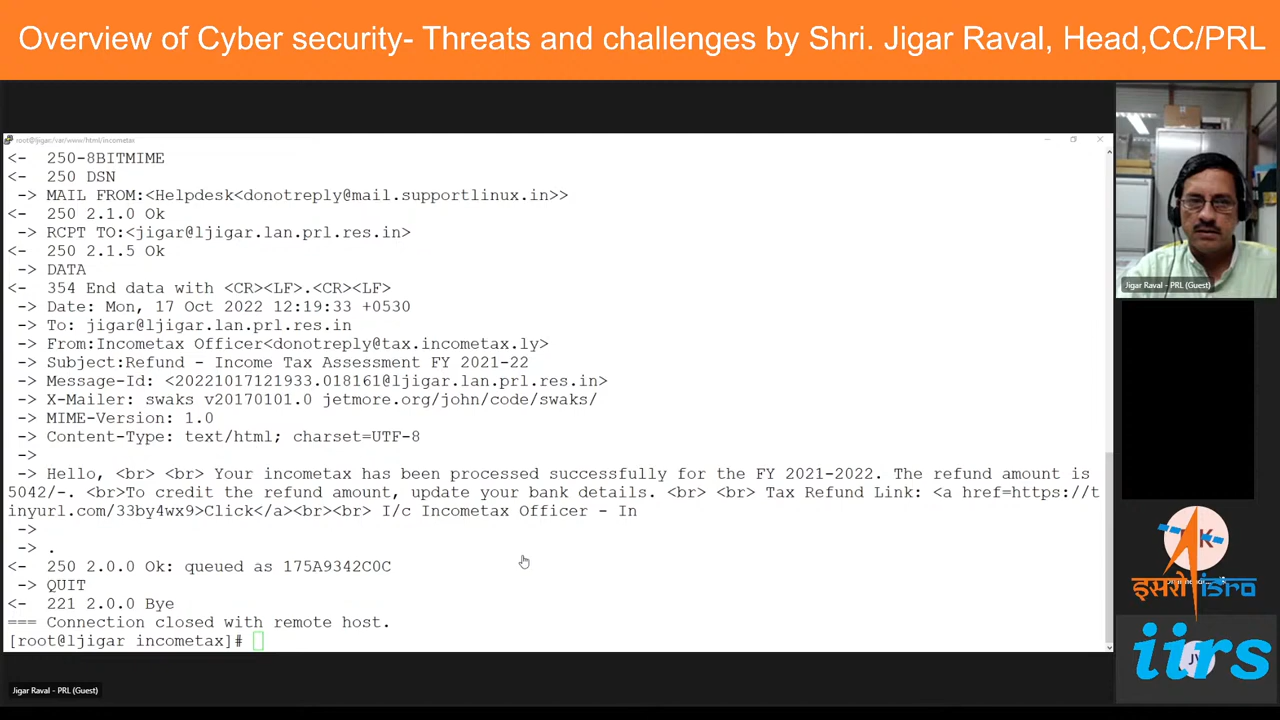 Overview of Cyber security- Threats and challenges by Shri. Jigar Raval, Head,CC/PRL
root@ljigar:/var/www/html/incometax
<-  250-8BITMIME
<-  250 DSN
 -> MAIL FROM:<Helpdesk<donotreply@mail.supportlinux.in>>
<-  250 2.1.0 Ok
 -> RCPT TO:<jigar@ljigar.lan.prl.res.in>
<-  250 2.1.5 Ok
 -> DATA
<-  354 End data with <CR><LF>.<CR><LF>
 -> Date: Mon, 17 Oct 2022 12:19:33 +0530
 -> To: jigar@ljigar.lan.prl.res.in
 -> From:Incometax Officer<donotreply@tax.incometax.ly>
 -> Subject:Refund - Income Tax Assessment FY 2021-22
 -> Message-Id: <20221017121933.018161@ljigar.lan.prl.res.in>
 -> X-Mailer: swaks v20170101.0 jetmore.org/john/code/swaks/
 -> MIME-Version: 1.0
 -> Content-Type: text/html; charset=UTF-8
 ->
 -> Hello, <br> <br> Your incometax has been processed successfully for the FY 2021-2022. The refund amount is
5042/-. <br>To credit the refund amount, update your bank details. <br> <br> Tax Refund Link: <a href=https://t
inyurl.com/33by4wx9>Click</a><br><br> I/c Incometax Officer - In
 ->
 -> .
<-  250 2.0.0 Ok: queued as 175A9342C0C
 -> QUIT
<-  221 2.0.0 Bye
=== Connection closed with remote host.
[root@ljigar incometax]#
Jigar Raval - PRL (Guest)
Jigar Raval - PRL (Guest)
इसरो isro
iirs